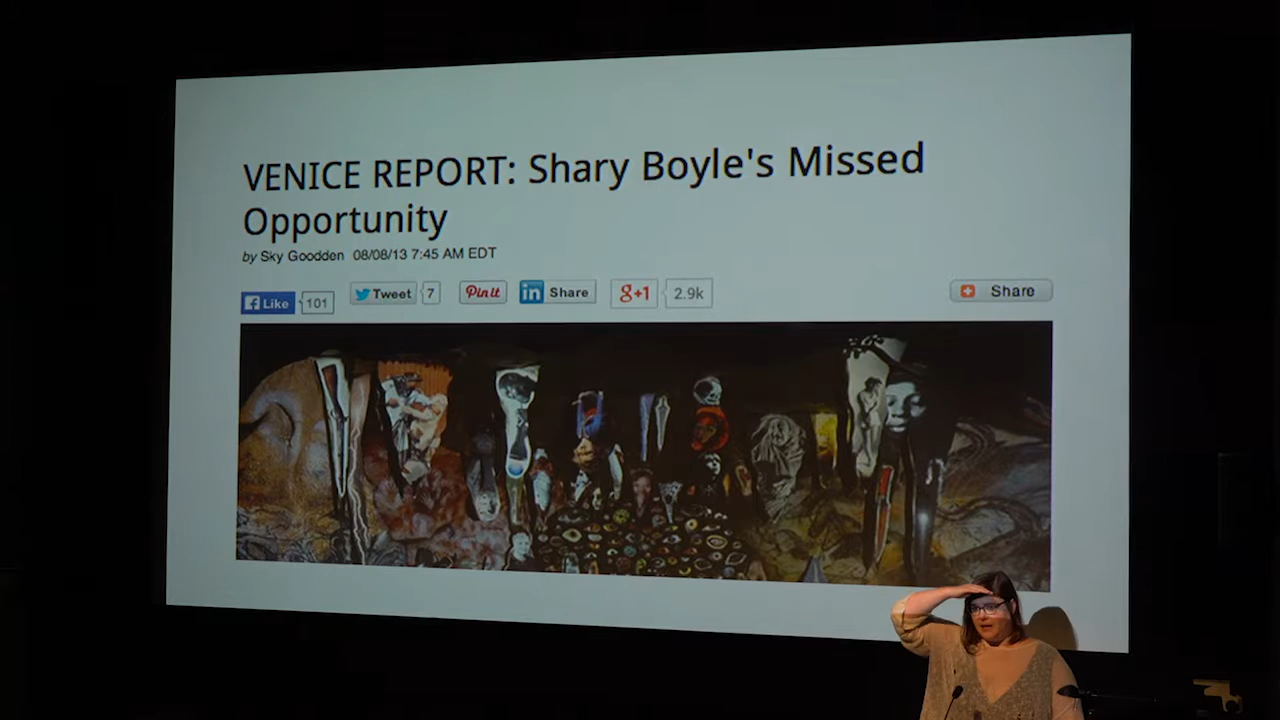 VENICE REPORT: Shary Boyle's Missed
Opportunity
by Sky Goodden 08/08/13 7:45 AM EDT
Like 101 Tweet 7 Pin it in Share g+1 2.9k Share